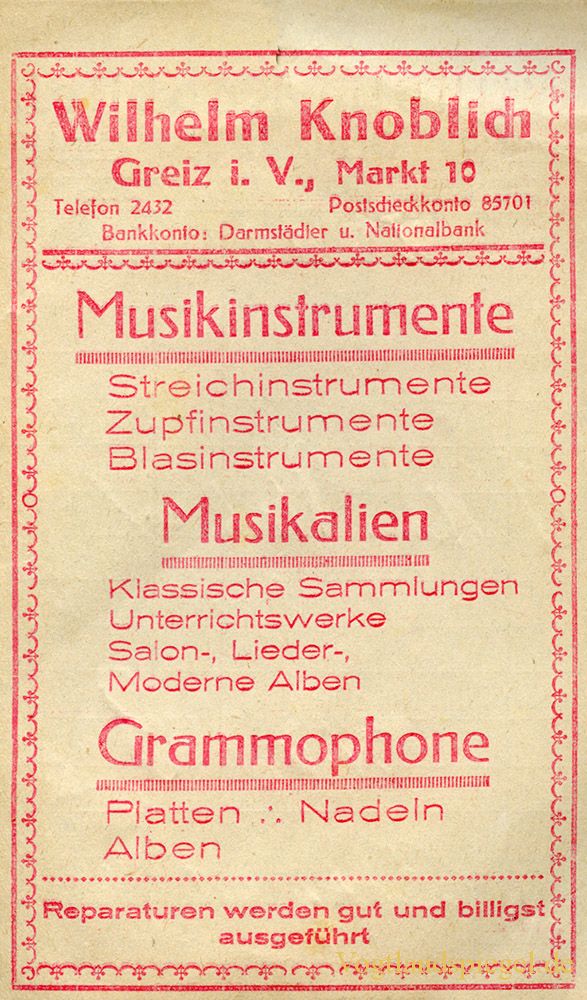 Wilhelm Knoblich
Greiz i. V., Markt 10
Telefon 2432 Postscheckkonto 85701
Bankkonto: Darmstädter u. Nationalbank
Musikinstrumente
Streichinstrumente
Zupfinstrumente
Blasinstrumente
Musikalien
Klassische Sammlungen
Unterrichtswerke
Salon-, Lieder-,
Moderne Alben
Grammophone
Platten ∴ Nadeln
Alben
Reparaturen werden gut und billigst
ausgeführt